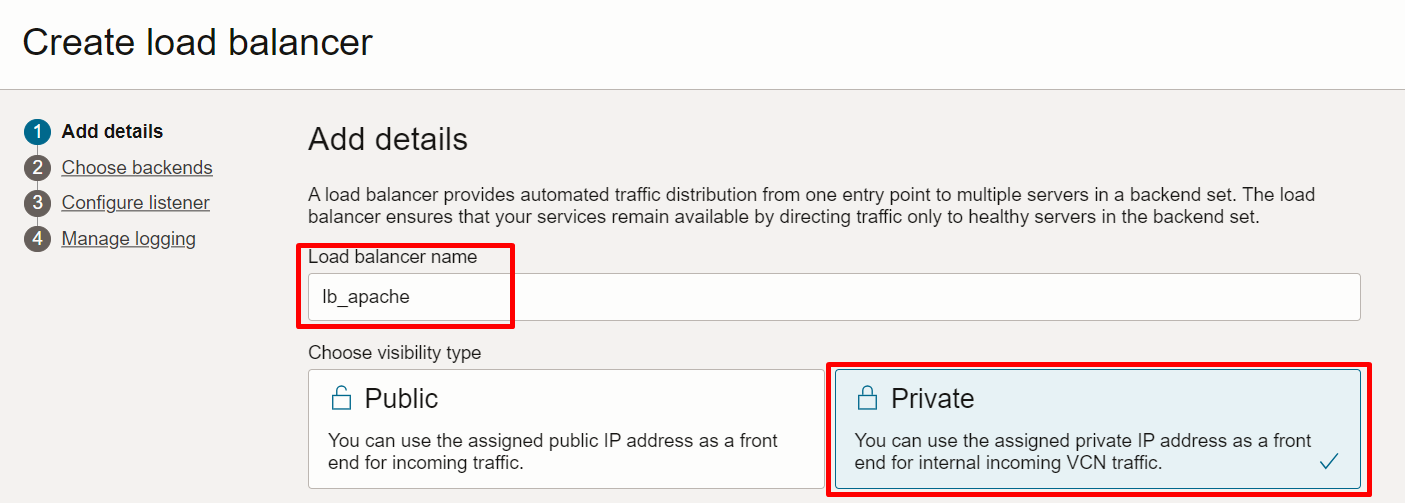 Create load balancer
1 Add details
2 Choose backends
3 Configure listener
4 Manage logging
Add details
A load balancer provides automated traffic distribution from one entry point to multiple servers in a backend set. The load
balancer ensures that your services remain available by directing traffic only to healthy servers in the backend set.
Load balancer name
lb_apache
Choose visibility type
Public
You can use the assigned public IP address as a front
end for incoming traffic.
Private
You can use the assigned private IP address as a front
end for internal incoming VCN traffic.